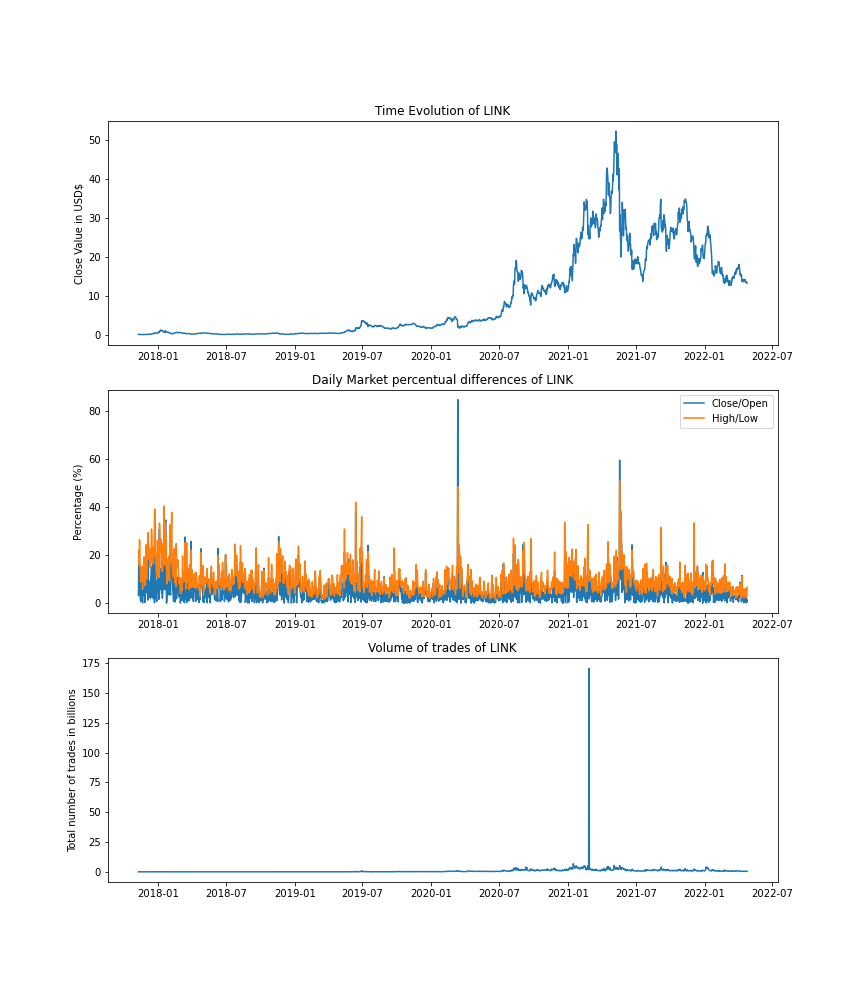 Time Evolution of LINK
Close Value in USD$
50
40
30
20
10
0
2018-01 2018-07 2019-01 2019-07 2020-01 2020-07 2021-01 2021-07 2022-01 2022-07
Daily Market percentual differences of LINK
Percentage (%)
80
60
40
20
0
Close/Open
High/Low
2018-01 2018-07 2019-01 2019-07 2020-01 2020-07 2021-01 2021-07 2022-01 2022-07
Volume of trades of LINK
Total number of trades in billions
175
150
125
100
75
50
25
0
2018-01 2018-07 2019-01 2019-07 2020-01 2020-07 2021-01 2021-07 2022-01 2022-07